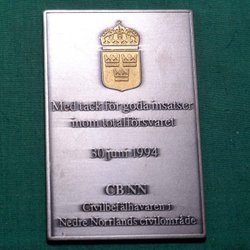 Med tack för goda insatser
inom totalförsvaret
30 juni 1994
CB NN
Civilbefälhavaren i
Nedre Norrlands civilområde